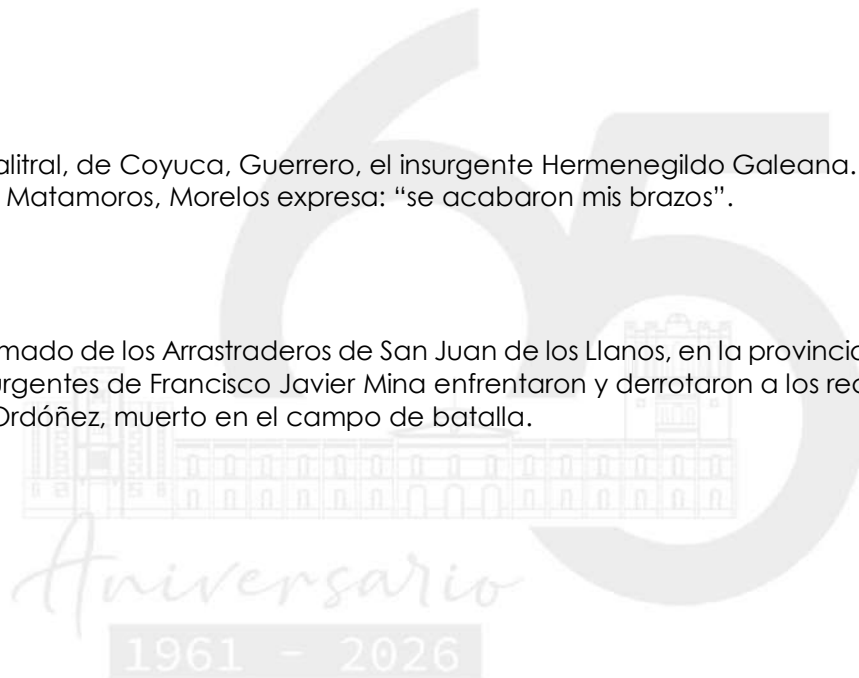 65
alitral, de Coyuca, Guerrero, el insurgente Hermenegildo Galeana.
Matamoros, Morelos expresa: “se acabaron mis brazos”.
mado de los Arrastraderos de San Juan de los Llanos, en la provincia
urgentes de Francisco Javier Mina enfrentaron y derrotaron a los rea
Ordóñez, muerto en el campo de batalla.
Aniversario
1961 - 2026